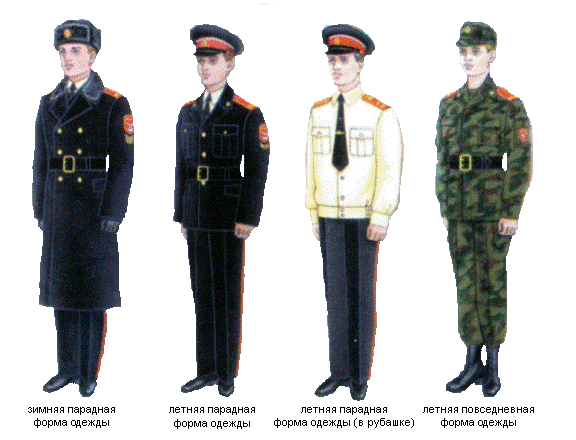 зимняя парадная
форма одежды
летняя парадная
форма одежды
летняя парадная
форма одежды (в рубашке)
летняя повседневная
форма одежды